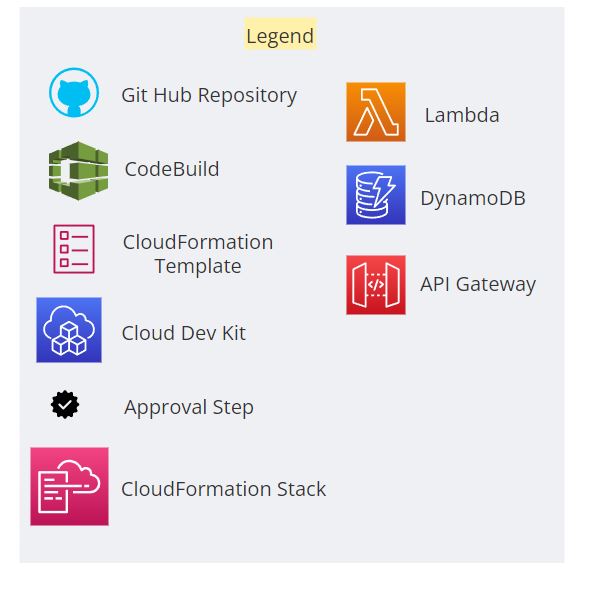 Legend
Git Hub Repository
CodeBuild
CloudFormation
Template
Cloud Dev Kit
Approval Step
CloudFormation Stack
Lambda
DynamoDB
API Gateway